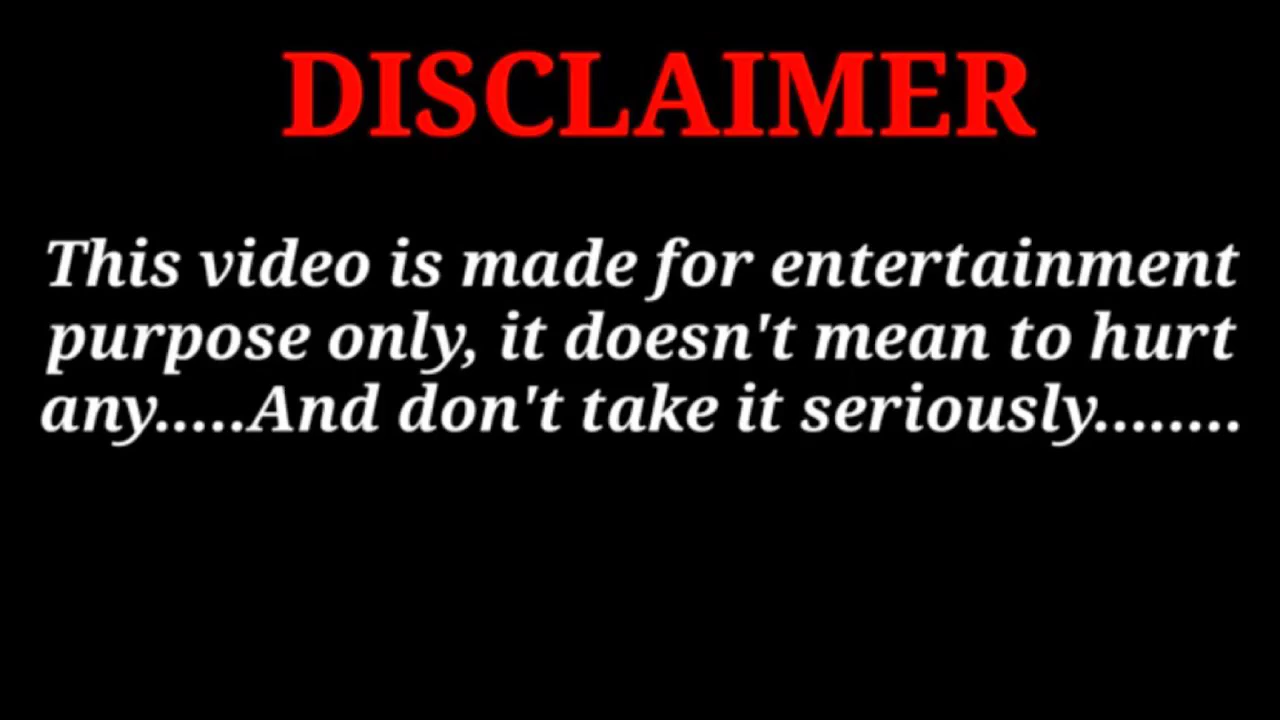 DISCLAIMER
This video is made for entertainment
purpose only, it doesn't mean to hurt
any.....And don't take it seriously........